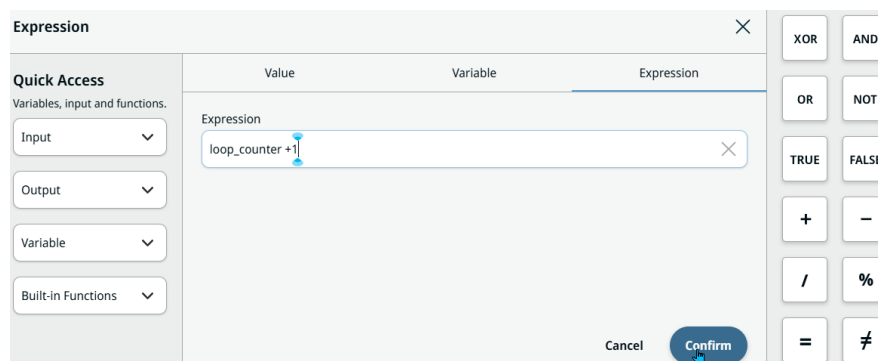 Expression
Quick Access
Variables, input and functions.
Input
Output
Variable
Built-in Functions
Value Variable Expression
Expression
loop_counter +1
Cancel Confirm
XOR AND
OR NOT
TRUE FALSE
+ −
/ %
= ≠